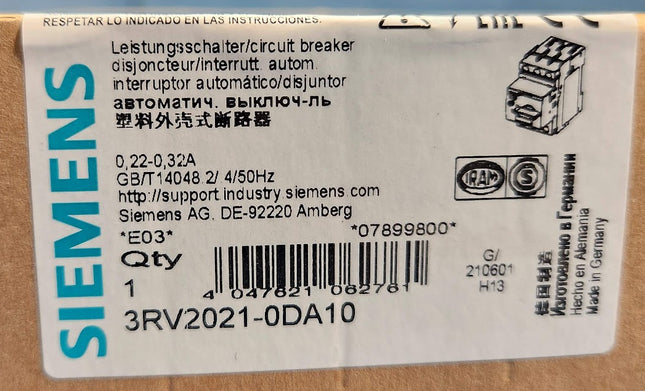 RESPETAR LO INDICADO EN LAS INSTRUCCIONES.
SIEMENS
Leistungsschalter/circuit breaker
disjoncteur/interrutt. autom.
interruptor automático/disjuntor
автоматич. выключ-ль
塑料外壳式断路器
0,22-0,32A
GB/T14048.2/ 4/50Hz
http://support.industry.siemens.com
Siemens AG, DE-92220 Amberg
*E03* *07899800*
Qty
1
4 047621 062761
3RV2021-0DA10
IRAM S
G/
210601
H13
德国制造
Изготовлено в Германии
Hecho en Alemania
Made in Germany